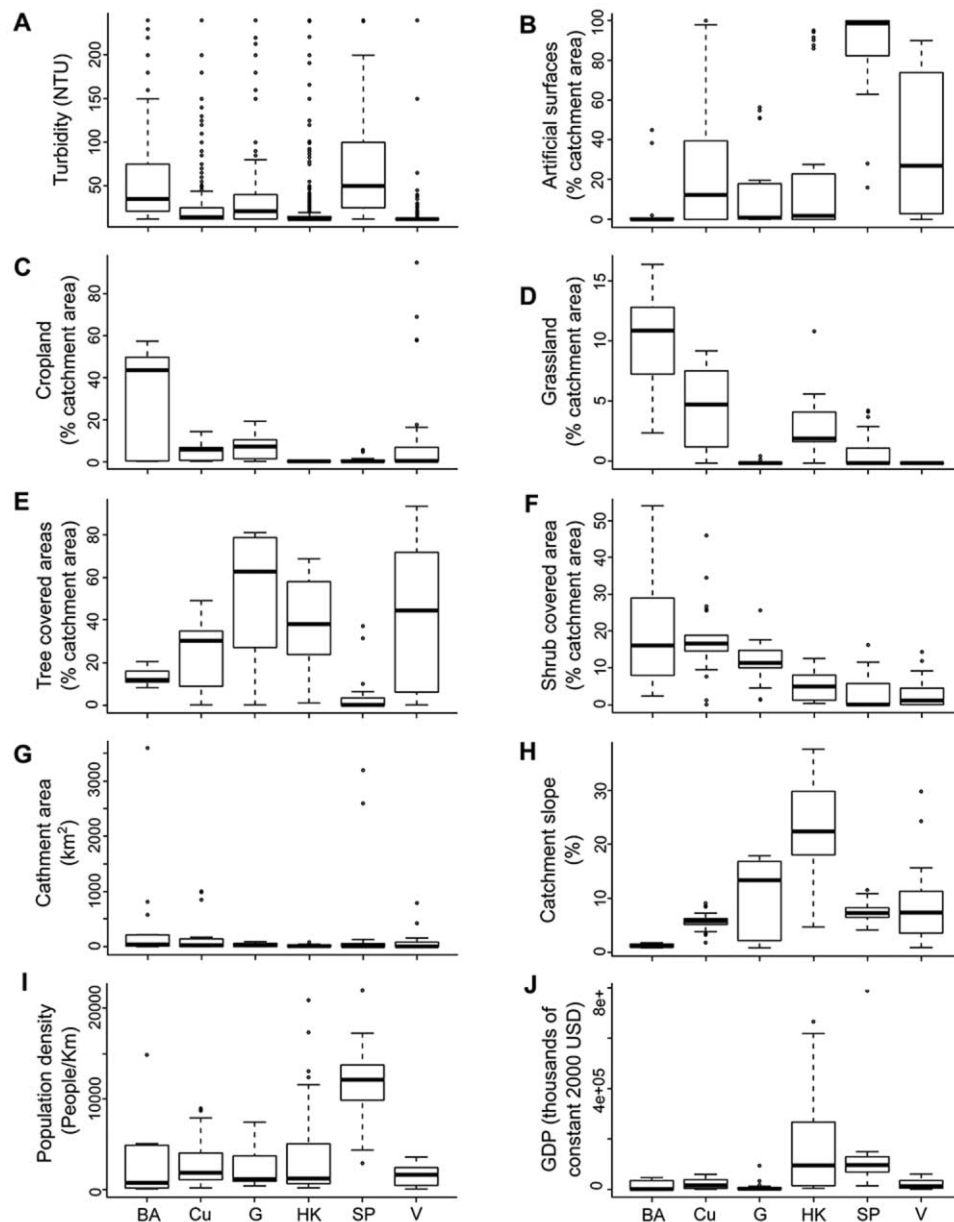 A
Turbidity (NTU)
50
100
150
200
B
Artificial surfaces
(% catchment area)
0
20
40
60
80
100
C
Cropland
(% catchment area)
0
20
40
60
80
D
Grassland
(% catchment area)
0
5
10
15
E
Tree covered areas
(% catchment area)
0
20
40
60
80
F
Shrub covered area
(% catchment area)
0
10
20
30
40
50
G
Cathment area
(km²)
0
1000
2000
3000
H
Catchment slope
(%)
0
10
20
30
I
Population density
(People/Km)
0
10000
20000
BA Cu G HK SP V
J
GDP (thousands of
constant 2000 USD)
0
4e+05
8e+
BA Cu G HK SP V